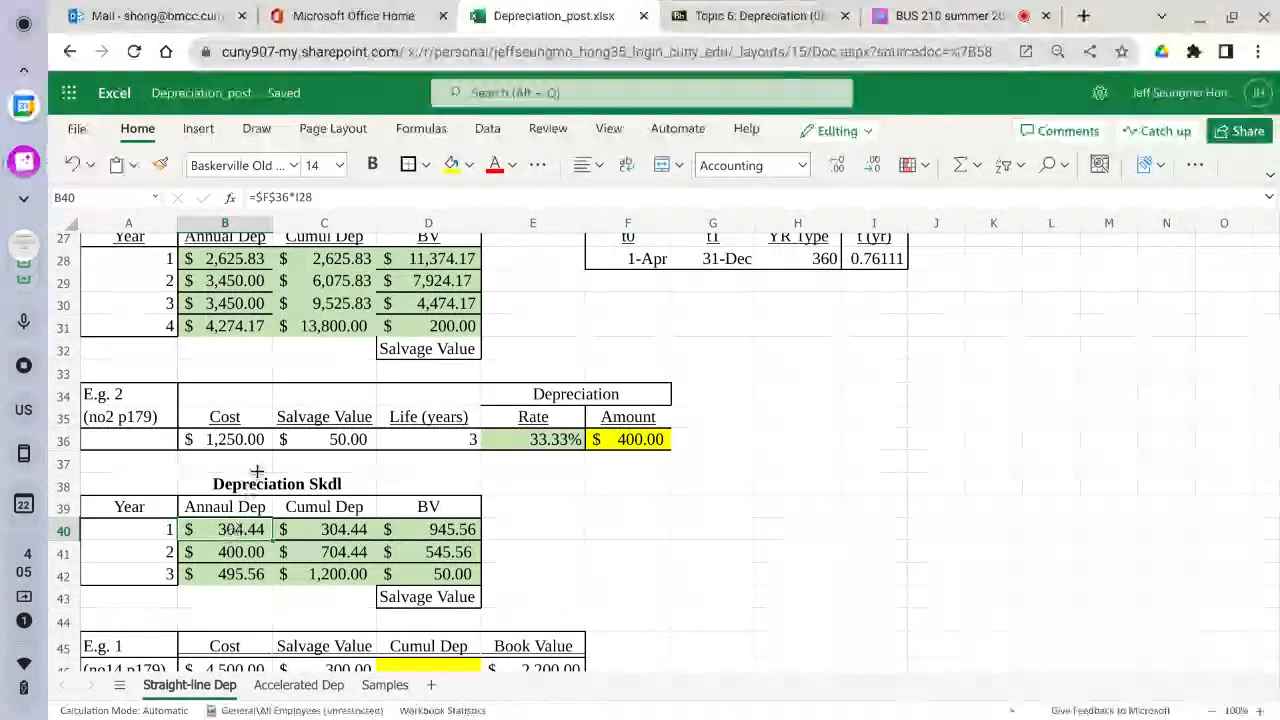 Microsoft Office Home
Depreciation_post.xlsx
Topic 5: Depreciation (0
BUS 210 summer 20
cuny907-my.sharepoint.com/:x:/r/personal/jeffseungmo_hong35_login_cuny_edu/_layouts/15/Doc.aspx?sourcedoc=%7B58
Excel Depreciation_post Saved
Search (Alt + Q)
Jeff Seungmo Hon... JH
File Home Insert Draw Page Layout Formulas Data Review View Automate Help
Editing Comments Catch up Share
Baskerville Old ... 14 B A Accounting
B40 fx =$F$36*I28
A B C D E F G H I J K L M N O
27 Year Annual Dep Cumul Dep BV t0 t1 YR Type t (yr)
28 1 $ 2,625.83 $ 2,625.83 $ 11,374.17 1-Apr 31-Dec 360 0.76111
29 2 $ 3,450.00 $ 6,075.83 $ 7,924.17
30 3 $ 3,450.00 $ 9,525.83 $ 4,474.17
31 4 $ 4,274.17 $ 13,800.00 $ 200.00
32 Salvage Value
33
34 E.g. 2 Depreciation
35 (no2 p179) Cost Salvage Value Life (years) Rate Amount
36 $ 1,250.00 $ 50.00 3 33.33% $ 400.00
37
38 Depreciation Skdl
39 Year Annaul Dep Cumul Dep BV
40 1 $ 304.44 $ 304.44 $ 945.56
41 2 $ 400.00 $ 704.44 $ 545.56
42 3 $ 495.56 $ 1,200.00 $ 50.00
43 Salvage Value
44
45 E.g. 1 Cost Salvage Value Cumul Dep Book Value
46 (no14 p179) $ 4,500.00 $ 300.00 $ 2,200.00
Straight-line Dep Accelerated Dep Samples
Calculation Mode: Automatic General\All Employees (unrestricted) Workbook Statistics
Give Feedback to Microsoft 100%
US
22
4
05
1